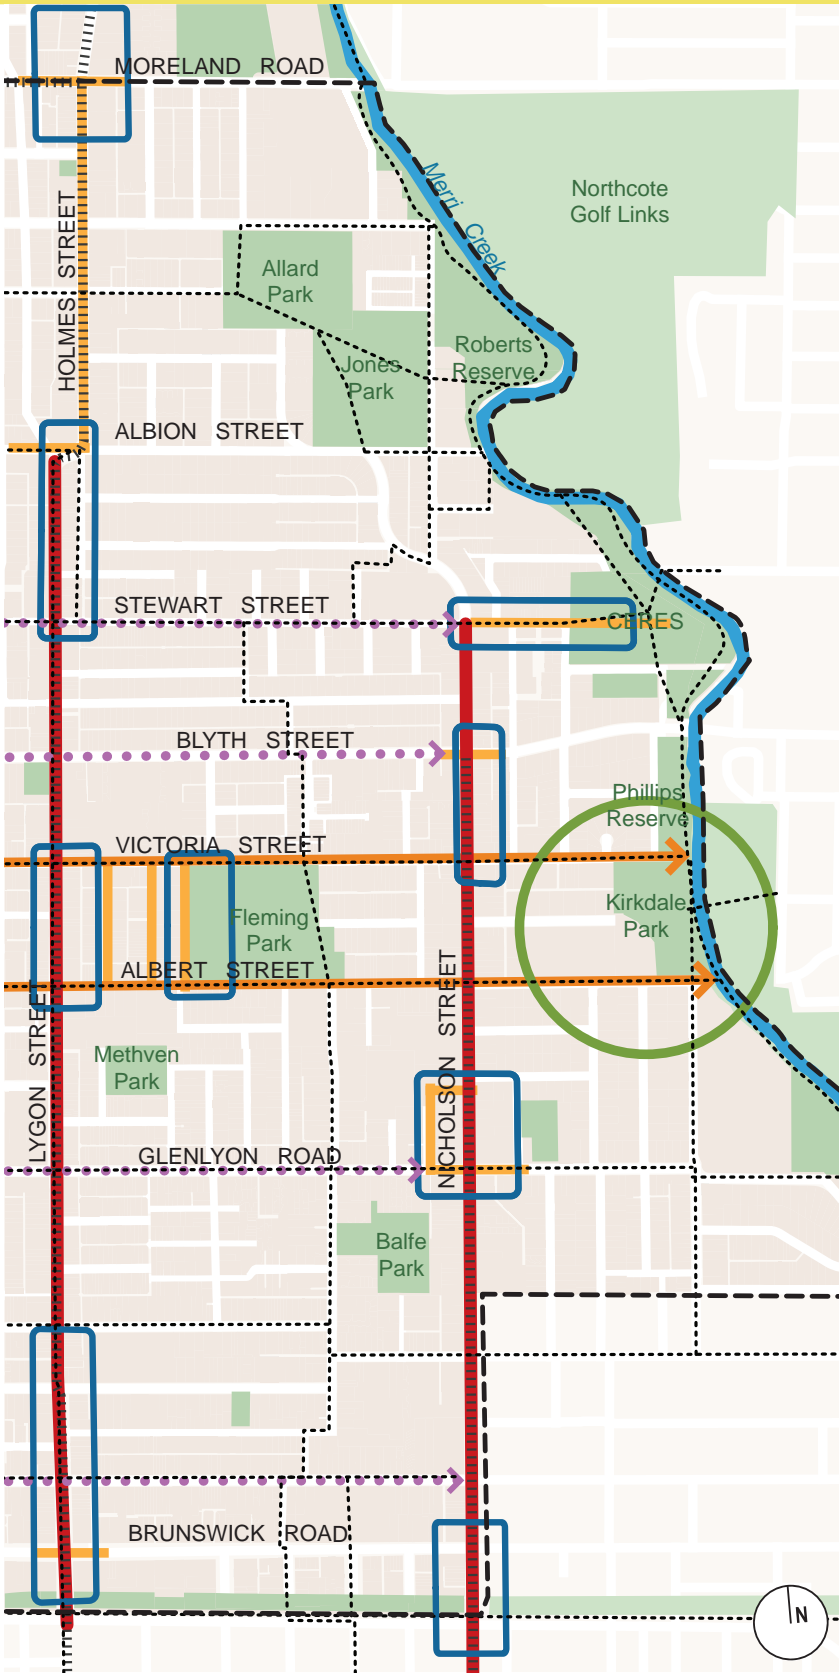 MORELAND ROAD
Merri Creek
Northcote
Golf Links
HOLMES STREET
Allard
Park
Jones
Park
Roberts
Reserve
ALBION STREET
STEWART STREET
CERES
BLYTH STREET
Phillips
Reserve
VICTORIA STREET
Kirkdale
Park
Fleming
Park
ALBERT STREET
LYGON STREET
NICHOLSON STREET
Methven
Park
GLENLYON ROAD
Balfe
Park
BRUNSWICK ROAD
N